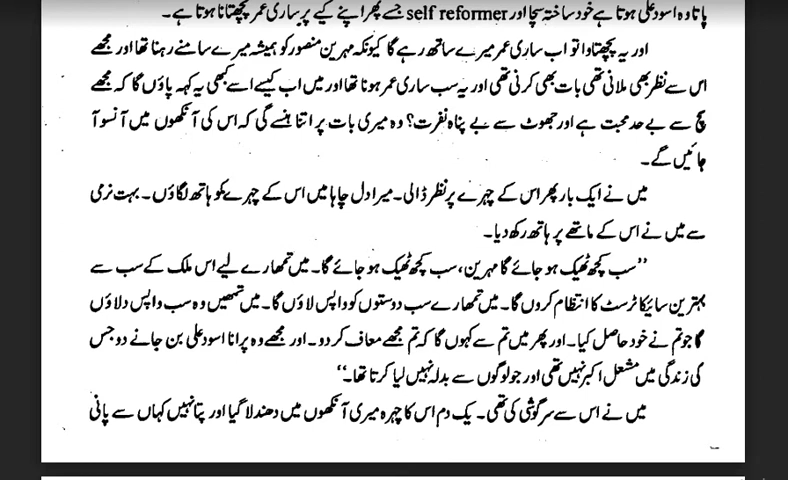 پاتا وہ اسود علی ہوتا ہے خود ساختہ سچا اور self reformer جسے پھر اپنے کیے پر ساری عمر پچھتانا ہوتا ہے۔
اور یہ پچھتاوا تو اب ساری عمر میرے ساتھ رہے گا کیونکہ مہرین منصور کو ہمیشہ میرے سامنے رہنا تھا اور مجھے
اس سے نظر بھی ملانی تھی بات بھی کرنی تھی اور یہ سب ساری عمر ہونا تھا اور میں اب کیسے اسے کبھی یہ کہہ پاؤں گا کہ مجھے
سچ سے بے حد محبت ہے اور جھوٹ سے بے پناہ نفرت؟ وہ میری بات پر اتنا ہنسے گی کہ اس کی آنکھوں میں آنسو آ
جائیں گے۔
میں نے ایک بار پھر اس کے چہرے پر نظر ڈالی۔ میرا دل چاہا میں اس کے چہرے کو ہاتھ لگاؤں۔ بہت نرمی
سے میں نے اس کے ماتھے پر ہاتھ رکھ دیا۔
”سب کچھ ٹھیک ہو جائے گا مہرین، سب کچھ ٹھیک ہو جائے گا۔ میں تمھارے لیے اس ملک کے سب سے
بہترین سائیکاٹرسٹ کا انتظام کروں گا۔ میں تمھارے سب دوستوں کو واپس لاؤں گا۔ میں تمھیں وہ سب واپس دلاؤں
گا جو تم نے خود حاصل کیا۔ اور پھر میں تم سے کہوں گا کہ تم مجھے معاف کر دو۔ اور مجھے وہ پرانا اسود علی بن جانے دو جس
کی زندگی میں مشعل اکبر نہیں تھی اور جو لوگوں سے بدلہ نہیں لیا کرتا تھا۔“
میں نے اس سے سرگوشی کی تھی۔ یک دم اس کا چہرہ میری آنکھوں میں دھندلا گیا اور پتا نہیں کہاں سے پانی